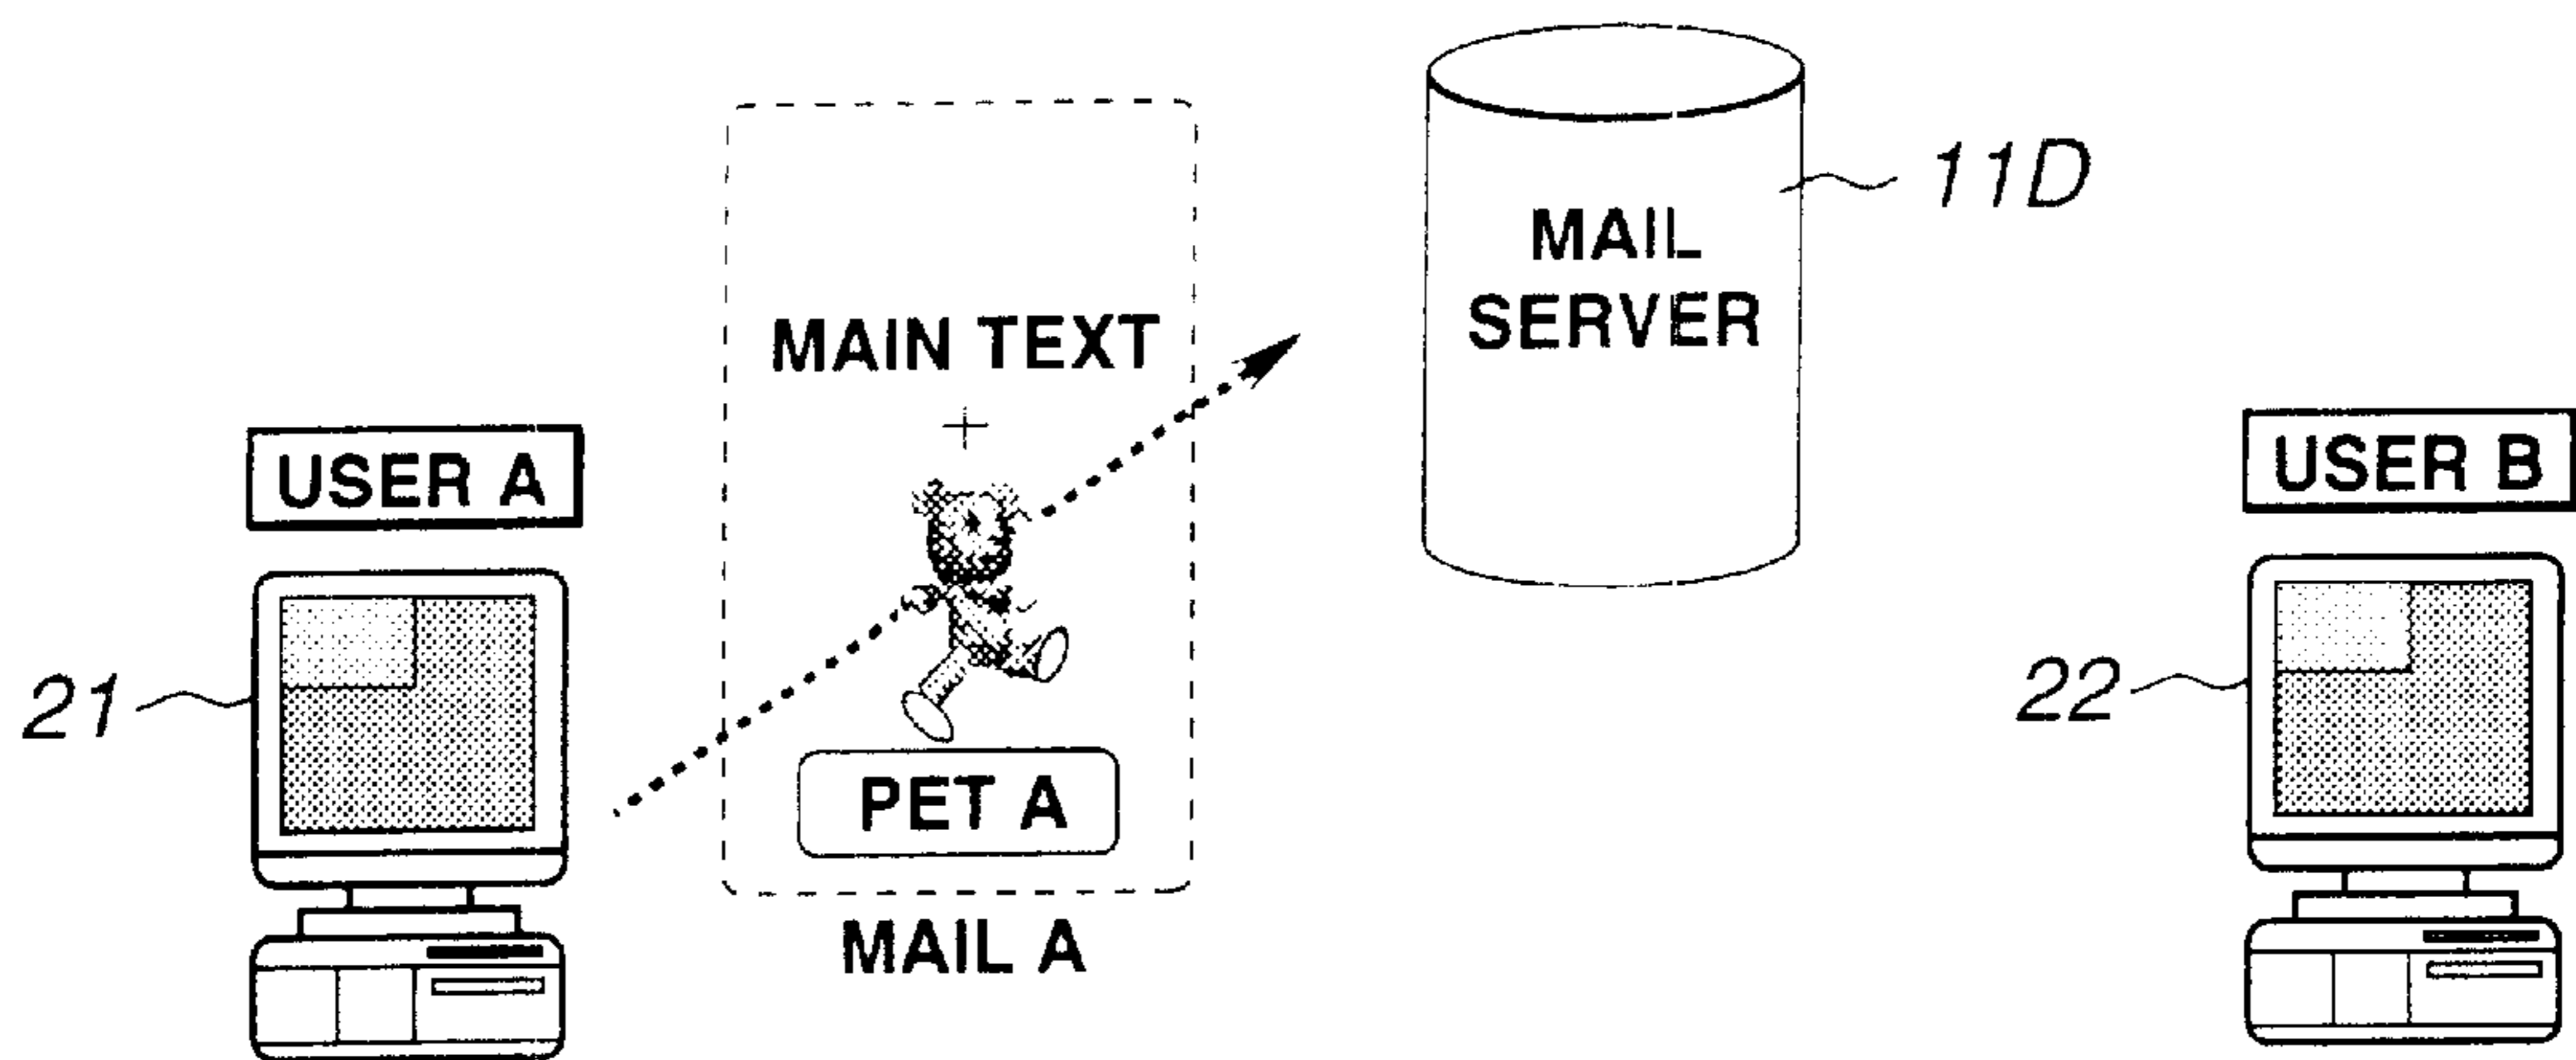 11D
MAIL
SERVER
MAIN TEXT
+
USER A
USER B
21
22
PET A
MAIL A